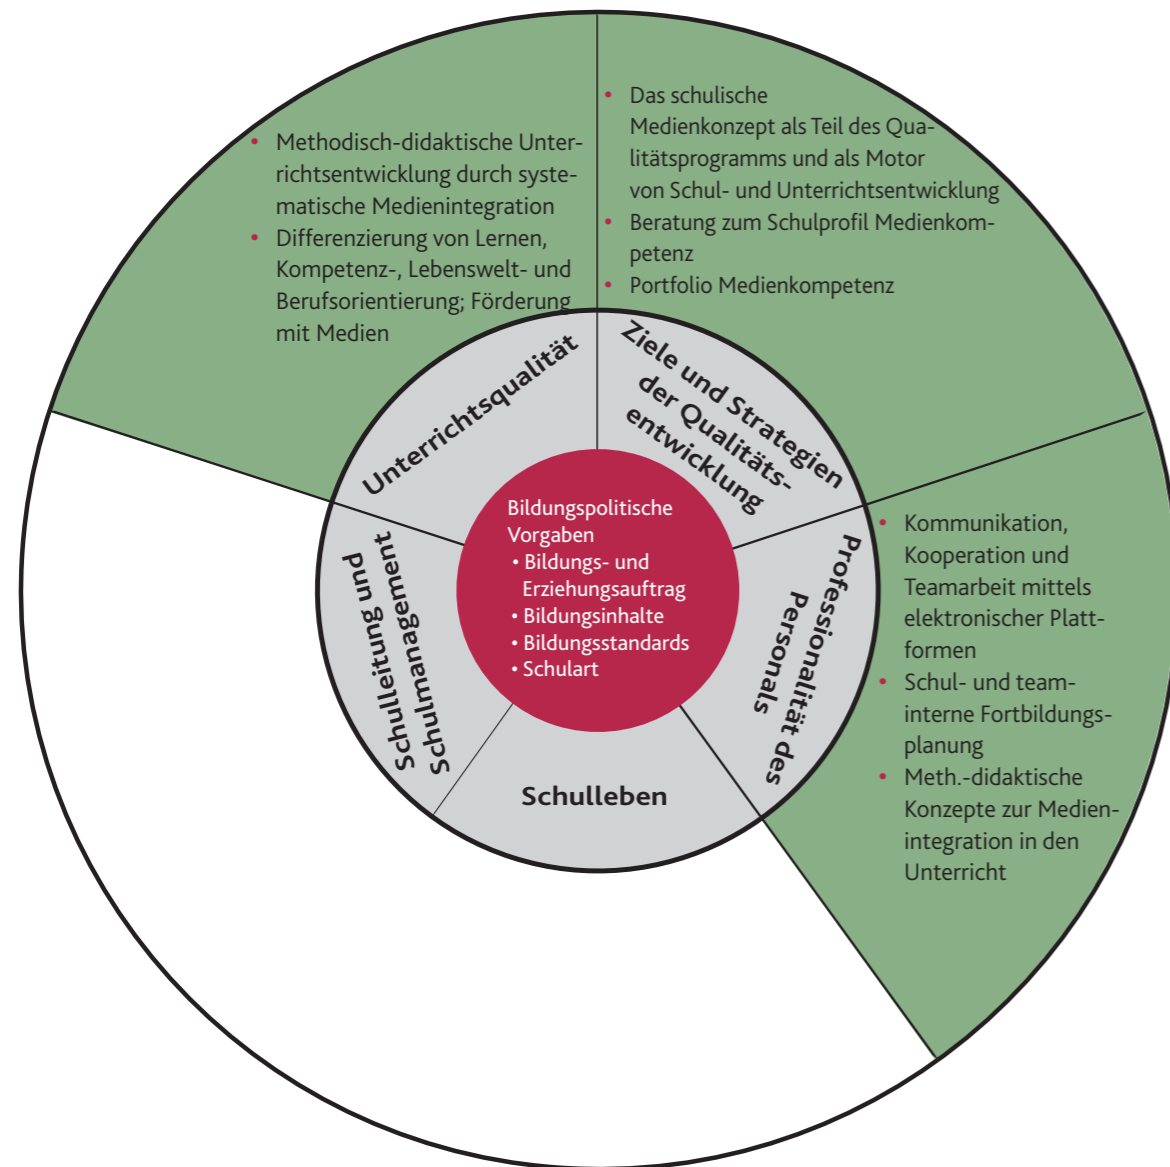 • Methodisch-didaktische Unter-
richtsentwicklung durch syste-
matische Medienintegration
• Differenzierung von Lernen,
Kompetenz-, Lebenswelt- und
Berufsorientierung; Förderung
mit Medien
• Das schulische
Medienkonzept als Teil des Qua-
litätsprogramms und als Motor
von Schul- und Unterrichtsentwicklung
• Beratung zum Schulprofil Medienkom-
petenz
• Portfolio Medienkompetenz
Unterrichtsqualität
Ziele und Strategien
der Qualitäts-
entwicklung
Bildungspolitische
Vorgaben
• Bildungs- und
Erziehungsauftrag
• Bildungsinhalte
• Bildungsstandards
• Schulart
Schulleitung und
Schulmanagement
Professionalität des
Personals
Schulleben
• Kommunikation,
Kooperation und
Teamarbeit mittels
elektronischer Platt-
formen
• Schul- und team-
interne Fortbildungs-
planung
• Meth.-didaktische
Konzepte zur Medien-
integration in den
Unterricht